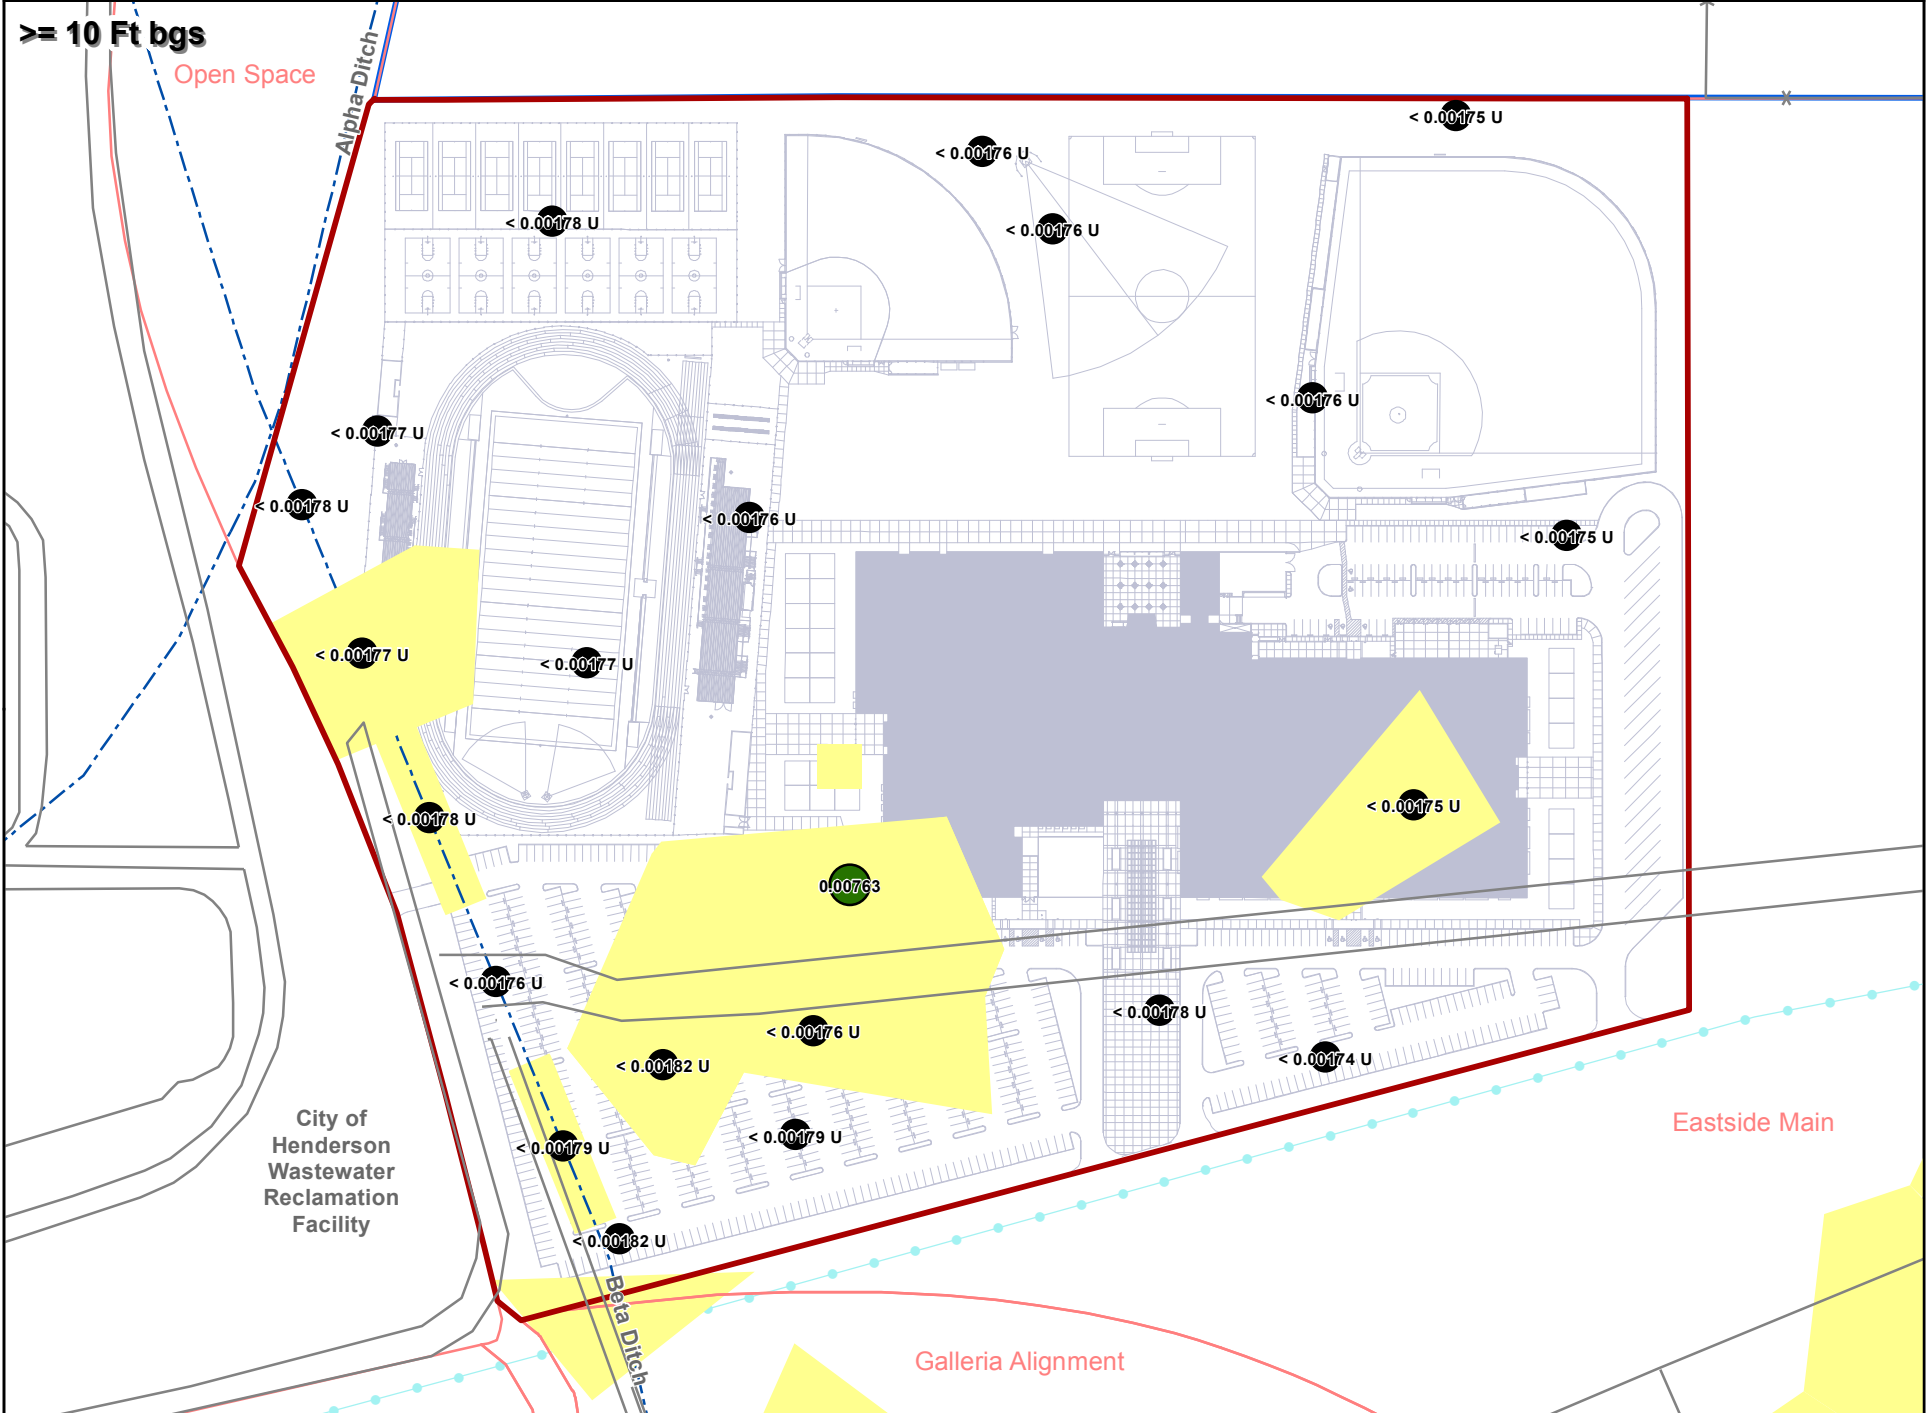 >= 10 Ft bgs
Open Space
Alpha Ditch
< 0.00175 U
< 0.00176 U
< 0.00178 U
< 0.00176 U
< 0.00176 U
< 0.00177 U
< 0.00178 U
< 0.00176 U
< 0.00175 U
< 0.00177 U
< 0.00177 U
< 0.00178 U
< 0.00175 U
0.00763
< 0.00176 U
< 0.00178 U
< 0.00176 U
< 0.00182 U
< 0.00174 U
< 0.00179 U
< 0.00179 U
City of
Henderson
Wastewater
Reclamation
Facility
Eastside Main
< 0.00182 U
Beta Ditch
Galleria Alignment